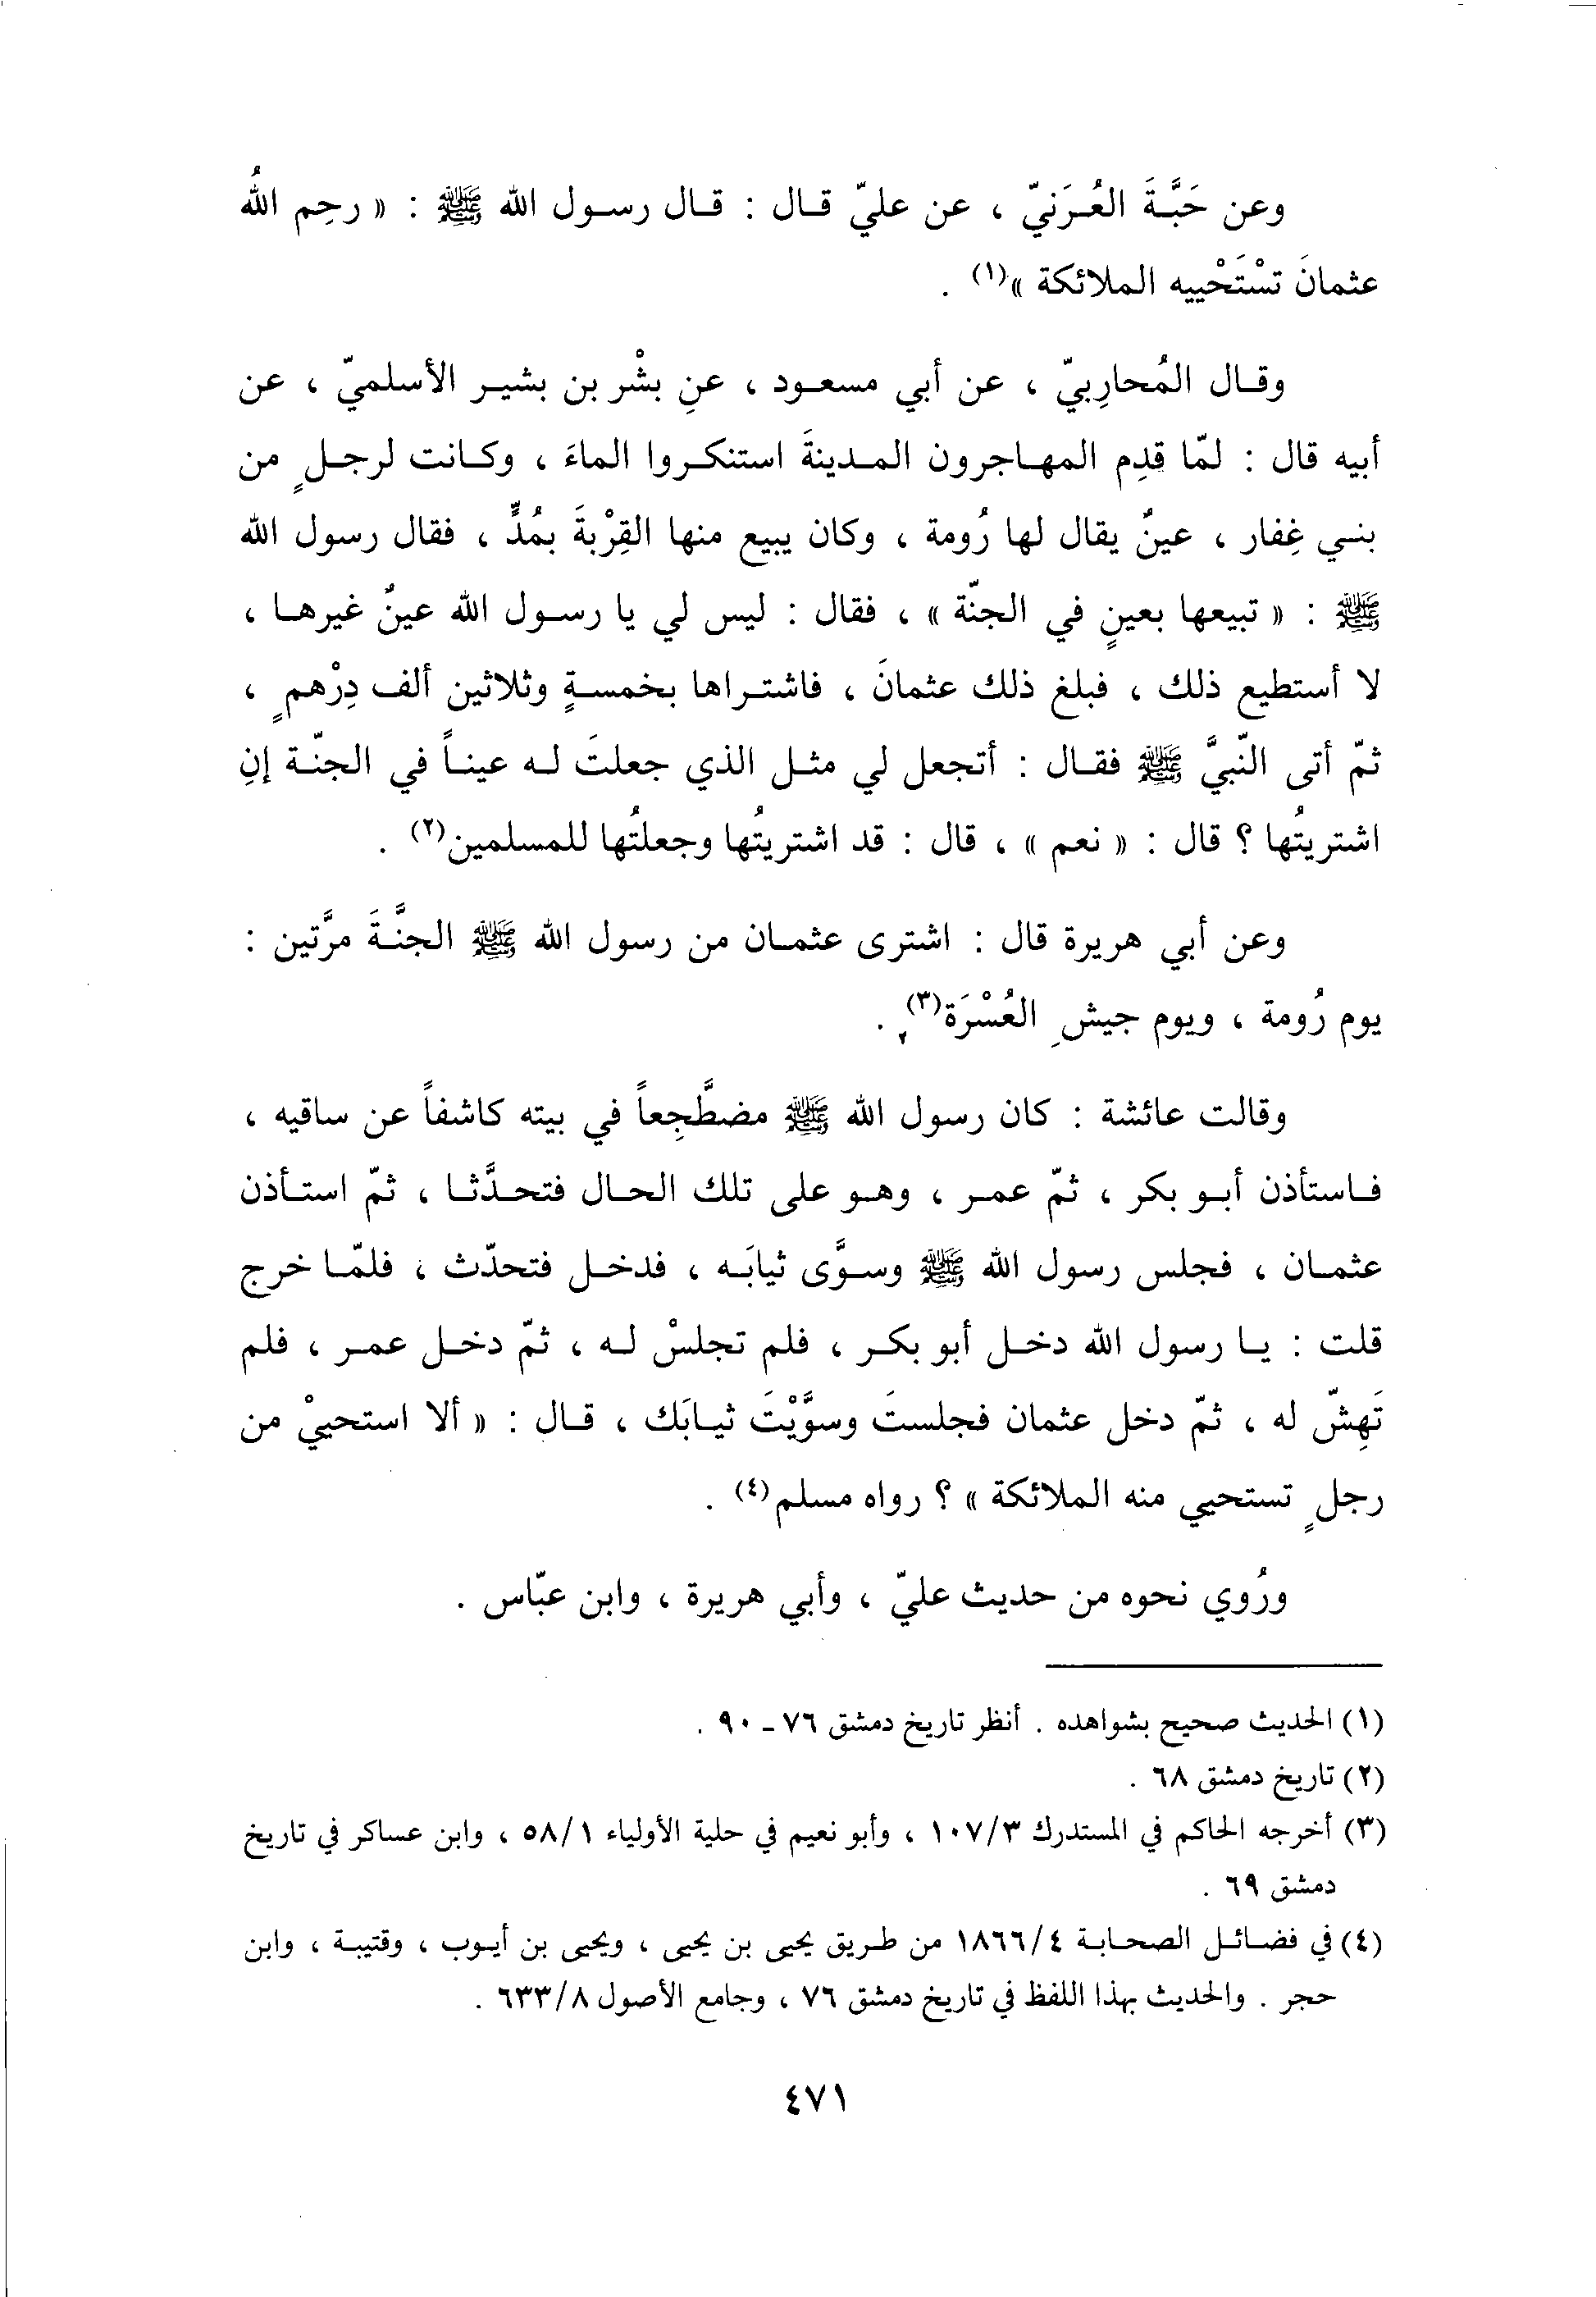 وعن حَبَّةَ العُرَنيّ ، عن عليّ قال : قال رسول الله ﷺ : « رحِم اللهُ
عثمانَ تسْتَحْييه الملائكة »(١) .
وقال المُحارِبيّ ، عن أبي مسعود ، عنِ بشْر بن بشير الأسلميّ ، عن
أبيه قال : لمّا قدِم المهاجرون المدينةَ استنكروا الماءَ ، وكانت لرجلٍ من
بني غِفار ، عينٌ يقال لها رُومة ، وكان يبيع منها القِرْبةَ بمُدٍّ ، فقال رسول الله
ﷺ : « تبيعها بعينٍ في الجنّة » ، فقال : ليس لي يا رسول الله عينٌ غيرها ،
لا أستطيع ذلك ، فبلغ ذلك عثمانَ ، فاشتراها بخمسةٍ وثلاثين ألف دِرْهمٍ ،
ثمّ أتى النّبيَّ ﷺ فقال : أتجعل لي مثل الذي جعلتَ له عيناً في الجنّة إنِ
اشتريتُها ؟ قال : « نعم » ، قال : قد اشتريتُها وجعلتُها للمسلمين(٢) .
وعن أبي هريرة قال : اشترى عثمان من رسول الله ﷺ الجنَّةَ مرَّتين :
يوم رُومة ، ويوم جيشِ العُسْرَة(٣) .
وقالت عائشة : كان رسول الله ﷺ مضطَّجِعاً في بيته كاشفاً عن ساقيه ،
فاستأذن أبو بكر ، ثمّ عمر ، وهو على تلك الحال فتحدَّثا ، ثمّ استأذن
عثمان ، فجلس رسول الله ﷺ وسوَّى ثيابَه ، فدخل فتحدّث ، فلمّا خرج
قلت : يا رسول الله دخل أبو بكر ، فلم تجلسْ له ، ثمّ دخل عمر ، فلم
تَهِشّ له ، ثمّ دخل عثمان فجلستَ وسوَّيْتَ ثيابَك ، قال : « ألا استحييْ من
رجلٍ تستحيي منه الملائكة » ؟ رواه مسلم(٤) .
ورُوي نحوه من حديث عليّ ، وأبي هريرة ، وابن عبّاس .
(١) الحديث صحيح بشواهده . أنظر تاريخ دمشق ٧٦ ـ ٩٠ .
(٢) تاريخ دمشق ٦٨ .
(٣) أخرجه الحاكم في المستدرك ١٠٧/٣ ، وأبو نعيم في حلية الأولياء ٥٨/١ ، وابن عساكر في تاريخ
دمشق ٦٩ .
(٤) في فضائل الصحابة ١٨٦٦/٤ من طريق يحيى بن يحيى ، ويحيى بن أيوب ، وقتيبة ، وابن
حجر . والحديث بهذا اللفظ في تاريخ دمشق ٧٦ ، وجامع الأصول ٦٣٣/٨ .
٤٧١